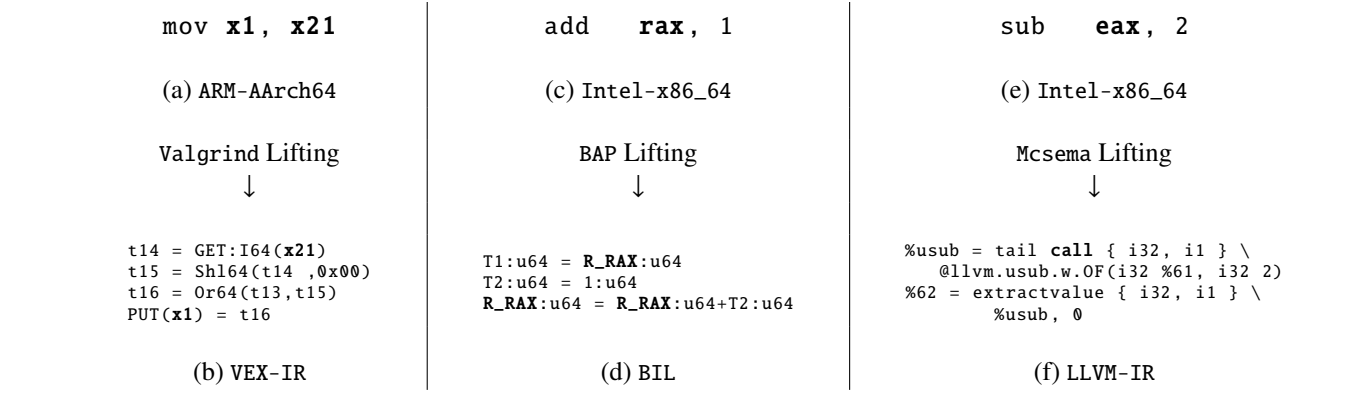 mov x1, x21
(a) ARM-AArch64
Valgrind Lifting
↓
t14 = GET:I64(x21)
t15 = Shl64(t14 ,0x00)
t16 = Or64(t13,t15)
PUT(x1) = t16
(b) VEX-IR
add rax, 1
(c) Intel-x86_64
BAP Lifting
↓
T1:u64 = R_RAX:u64
T2:u64 = 1:u64
R_RAX:u64 = R_RAX:u64+T2:u64
(d) BIL
sub eax, 2
(e) Intel-x86_64
Mcsema Lifting
↓
%usub = tail call { i32, i1 } \
@llvm.usub.w.OF(i32 %61, i32 2)
%62 = extractvalue { i32, i1 } \
%usub, 0
(f) LLVM-IR